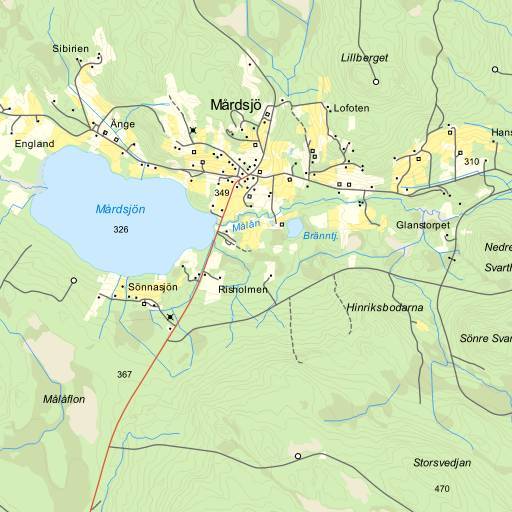 Sibirien
Lillberget
Mårdsjö
Lofoten
Änge
England
Hans
310
349
Mårdsjön
326
Målån
Bränntj.
Glanstorpet
Nedre
Svarth
Sönnasjön
Risholmen
Hinriksbodarna
Sönre Svar
367
Målåflon
Storsvedjan
470